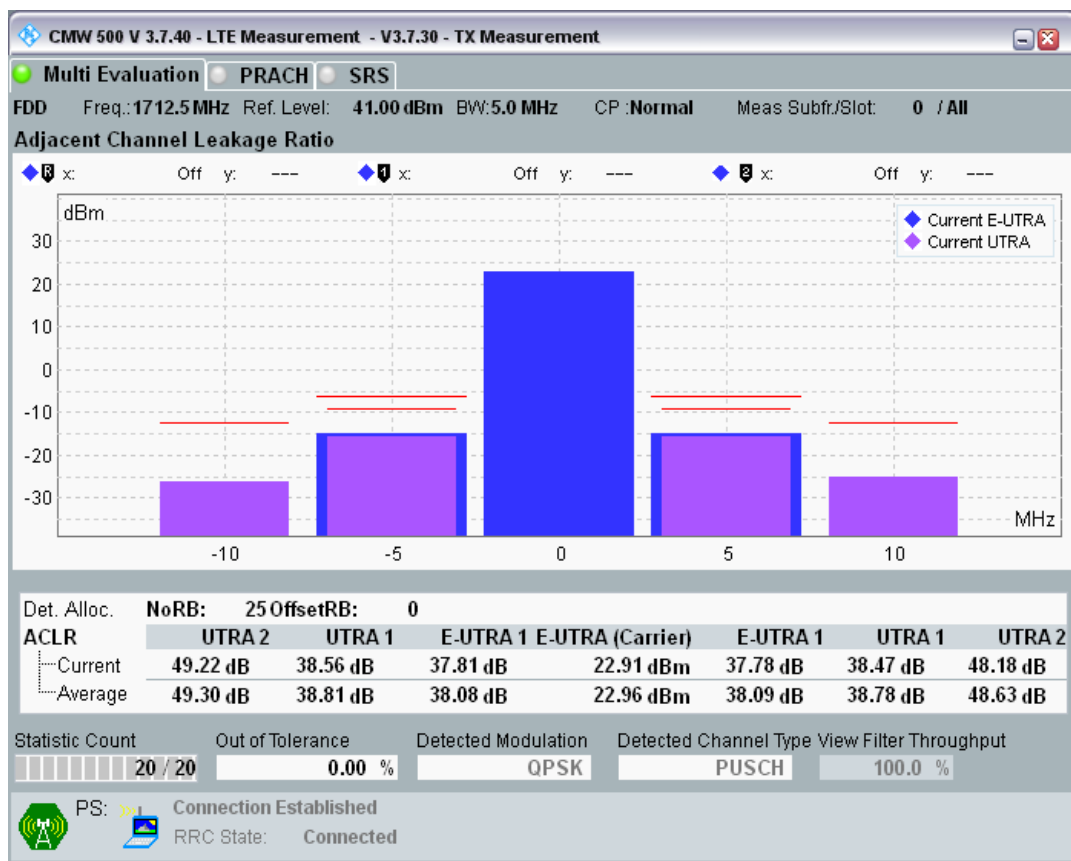 CMW 500 V 3.7.40 - LTE Measurement - V3.7.30 - TX Measurement
Multi Evaluation PRACH SRS
FDD Freq.:1712.5 MHz Ref. Level: 41.00 dBm BW:5.0 MHz CP :Normal Meas Subfr./Slot: 0 / All
Adjacent Channel Leakage Ratio
R x: Off y: --- 1 x: Off y: --- 2 x: Off y: ---
dBm
Current E-UTRA
Current UTRA
30
20
10
0
-10
-20
-30
MHz
-10 -5 0 5 10
Det. Alloc. NoRB: 25 OffsetRB: 0
ACLR UTRA 2 UTRA 1 E-UTRA 1 E-UTRA (Carrier) E-UTRA 1 UTRA 1 UTRA 2
Current 49.22 dB 38.56 dB 37.81 dB 22.91 dBm 37.78 dB 38.47 dB 48.18 dB
Average 49.30 dB 38.81 dB 38.08 dB 22.96 dBm 38.09 dB 38.78 dB 48.63 dB
Statistic Count Out of Tolerance Detected Modulation Detected Channel Type View Filter Throughput
20 / 20 0.00 % QPSK PUSCH 100.0 %
PS: Connection Established
RRC State: Connected